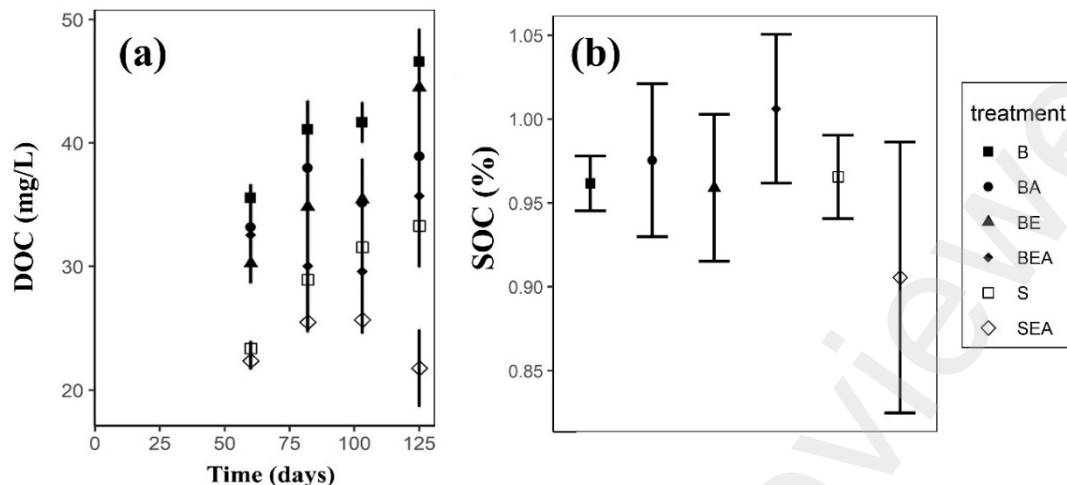 (a)
DOC (mg/L)
50
40
30
20
0 25 50 75 100 125
Time (days)
(b)
SOC (%)
1.05
1.00
0.95
0.90
0.85
treatment
B
BA
BE
BEA
S
SEA
viewe